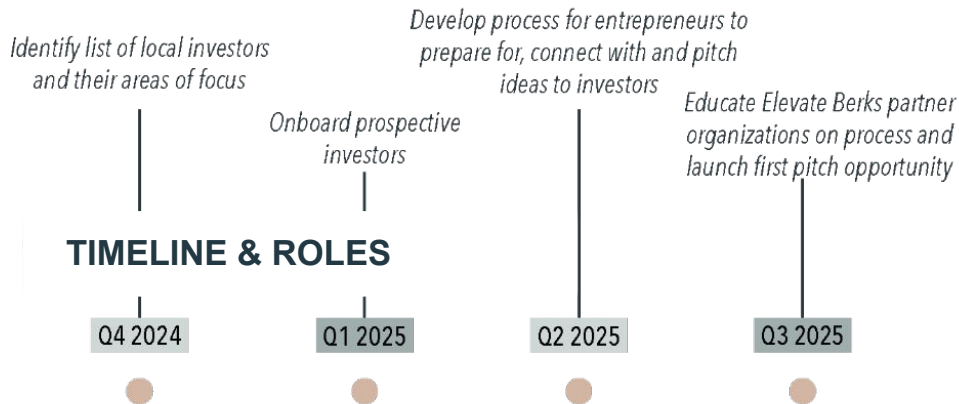 Identify list of local investors
and their areas of focus
Onboard prospective
investors
Develop process for entrepreneurs to
prepare for, connect with and pitch
ideas to investors
Educate Elevate Berks partner
organizations on process and
launch first pitch opportunity
TIMELINE & ROLES
Q4 2024
Q1 2025
Q2 2025
Q3 2025